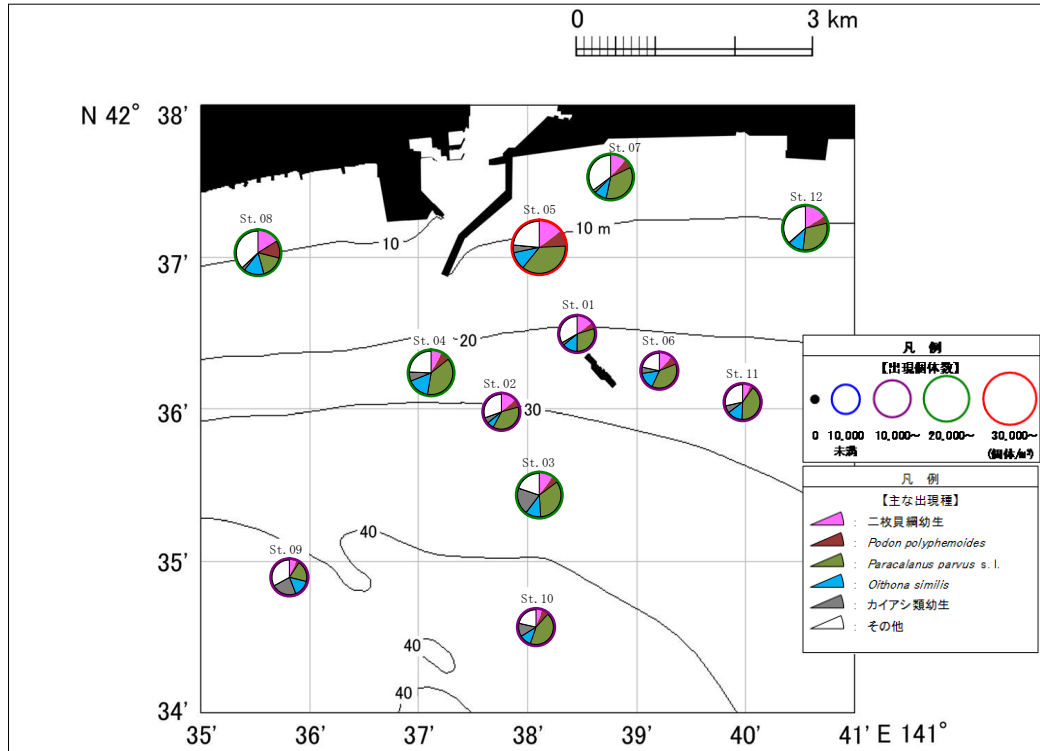 0 3 km
N 42° 38'
St. 07
St. 12
St. 05
St. 08
10 m
10
37'
St. 01
St. 04
20
St. 06
St. 02
St. 11
36'
30
St. 03
40
35'
St. 09
St. 10
40
40
34'
35' 36' 37' 38' 39' 40' 41' E 141°
凡 例
【出現個体数】
0 10,000未満 10,000~ 20,000~ 30,000~
(個体/m³)
凡 例
【主な出現種】
: 二枚貝綱幼生
: Podon polyphemoides
: Paracalanus parvus s. l.
: Oithona similis
: カイアシ類幼生
: その他